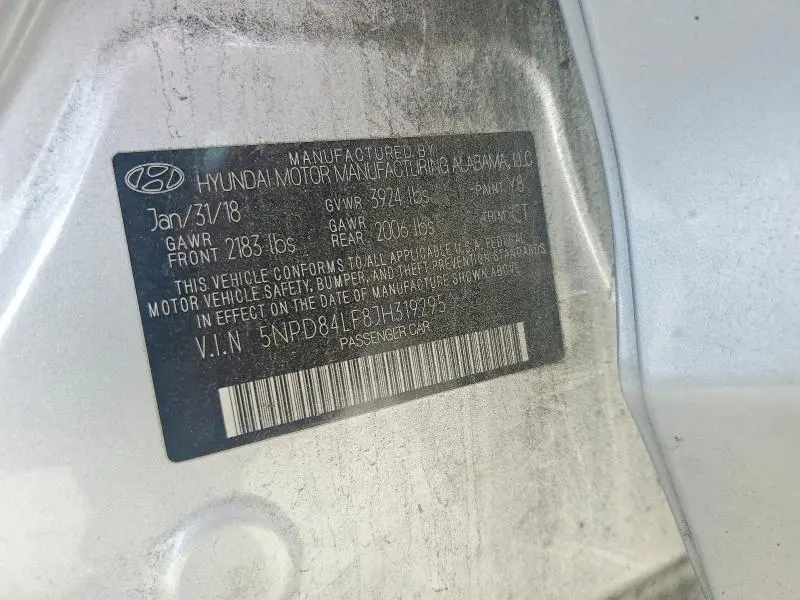 MANUFACTURED BY
HYUNDAI MOTOR MANUFACTURING ALABAMA, LLC
Jan/31/18 GVWR 3924 lbs PAINT Y8
GAWR FRONT 2183 lbs GAWR REAR 2006 lbs TRIM CT
THIS VEHICLE CONFORMS TO ALL APPLICABLE U.S.A. FEDERAL
MOTOR VEHICLE SAFETY, BUMPER, AND THEFT PREVENTION STANDARDS
IN EFFECT ON THE DATE OF MANUFACTURE SHOWN ABOVE.
V.I.N 5NPD84LF8JH319295
PASSENGER CAR